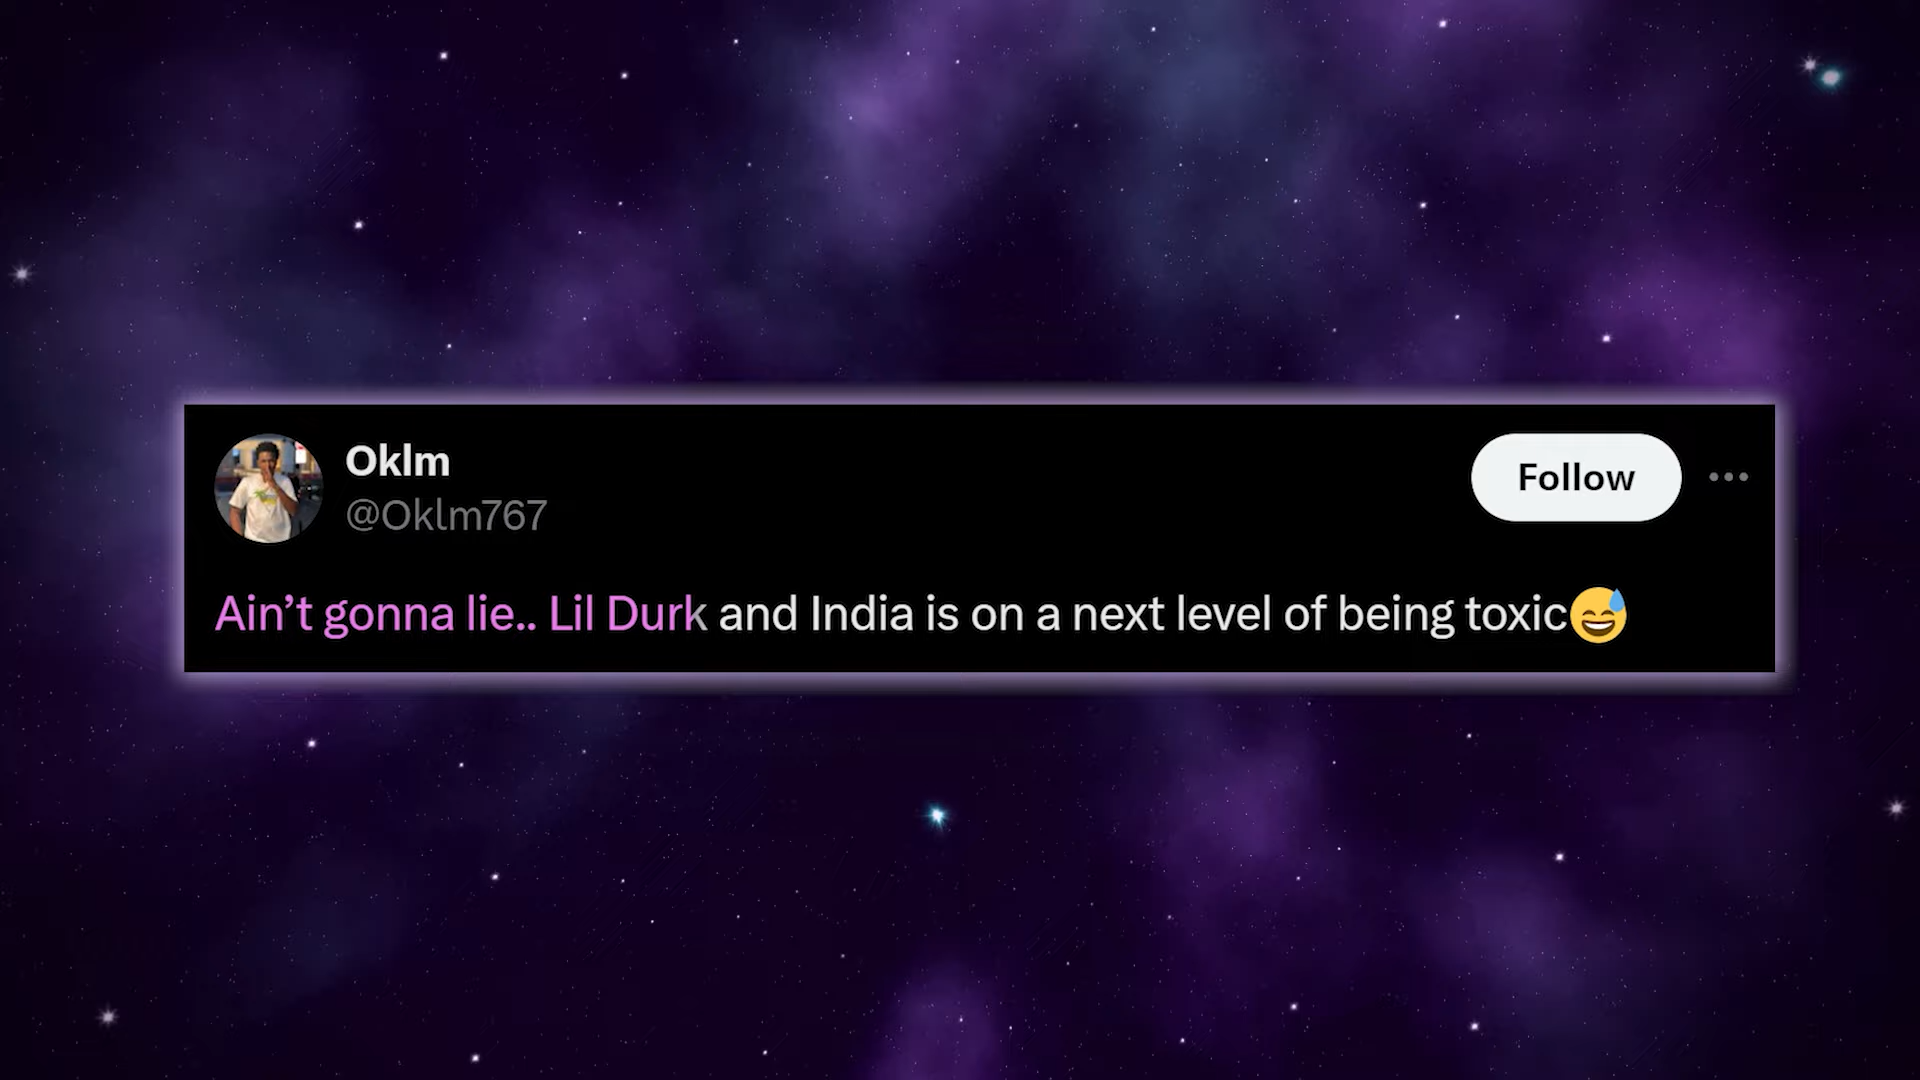 Oklm
@Oklm767
Follow
Ain't gonna lie.. Lil Durk and India is on a next level of being toxic😅